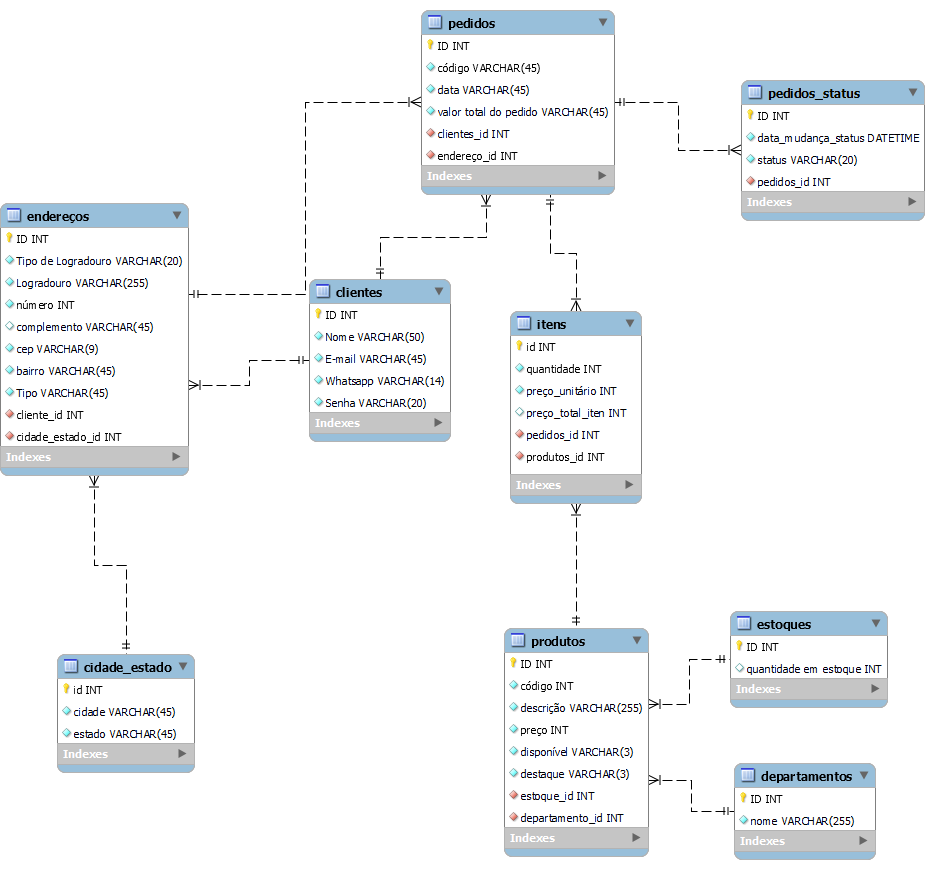 pedidos
ID INT
código VARCHAR(45)
data VARCHAR(45)
valor total do pedido VARCHAR(45)
clientes_id INT
endereço_id INT
Indexes
pedidos_status
ID INT
data_mudança_status DATETIME
status VARCHAR(20)
pedidos_id INT
Indexes
endereços
ID INT
Tipo de Logradouro VARCHAR(20)
Logradouro VARCHAR(255)
número INT
complemento VARCHAR(45)
cep VARCHAR(9)
bairro VARCHAR(45)
Tipo VARCHAR(45)
cliente_id INT
cidade_estado_id INT
Indexes
clientes
ID INT
Nome VARCHAR(50)
E-mail VARCHAR(45)
Whatsapp VARCHAR(14)
Senha VARCHAR(20)
Indexes
itens
id INT
quantidade INT
preço_unitário INT
preço_total_iten INT
pedidos_id INT
produtos_id INT
Indexes
cidade_estado
id INT
cidade VARCHAR(45)
estado VARCHAR(45)
Indexes
produtos
ID INT
código INT
descrição VARCHAR(255)
preço INT
disponível VARCHAR(3)
destaque VARCHAR(3)
estoque_id INT
departamento_id INT
Indexes
estoques
ID INT
quantidade em estoque INT
Indexes
departamentos
ID INT
nome VARCHAR(255)
Indexes